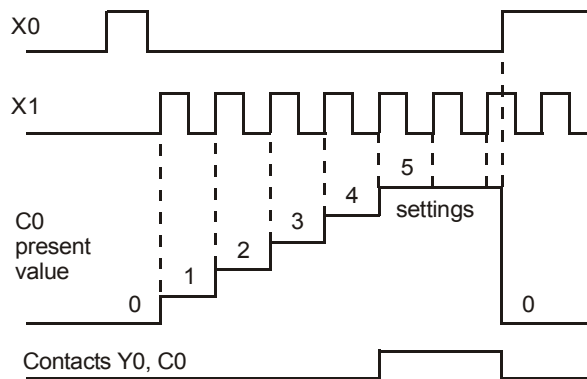 X0
X1
5
4
settings
3
C0
present
value
2
1
0
0
Contacts Y0, C0